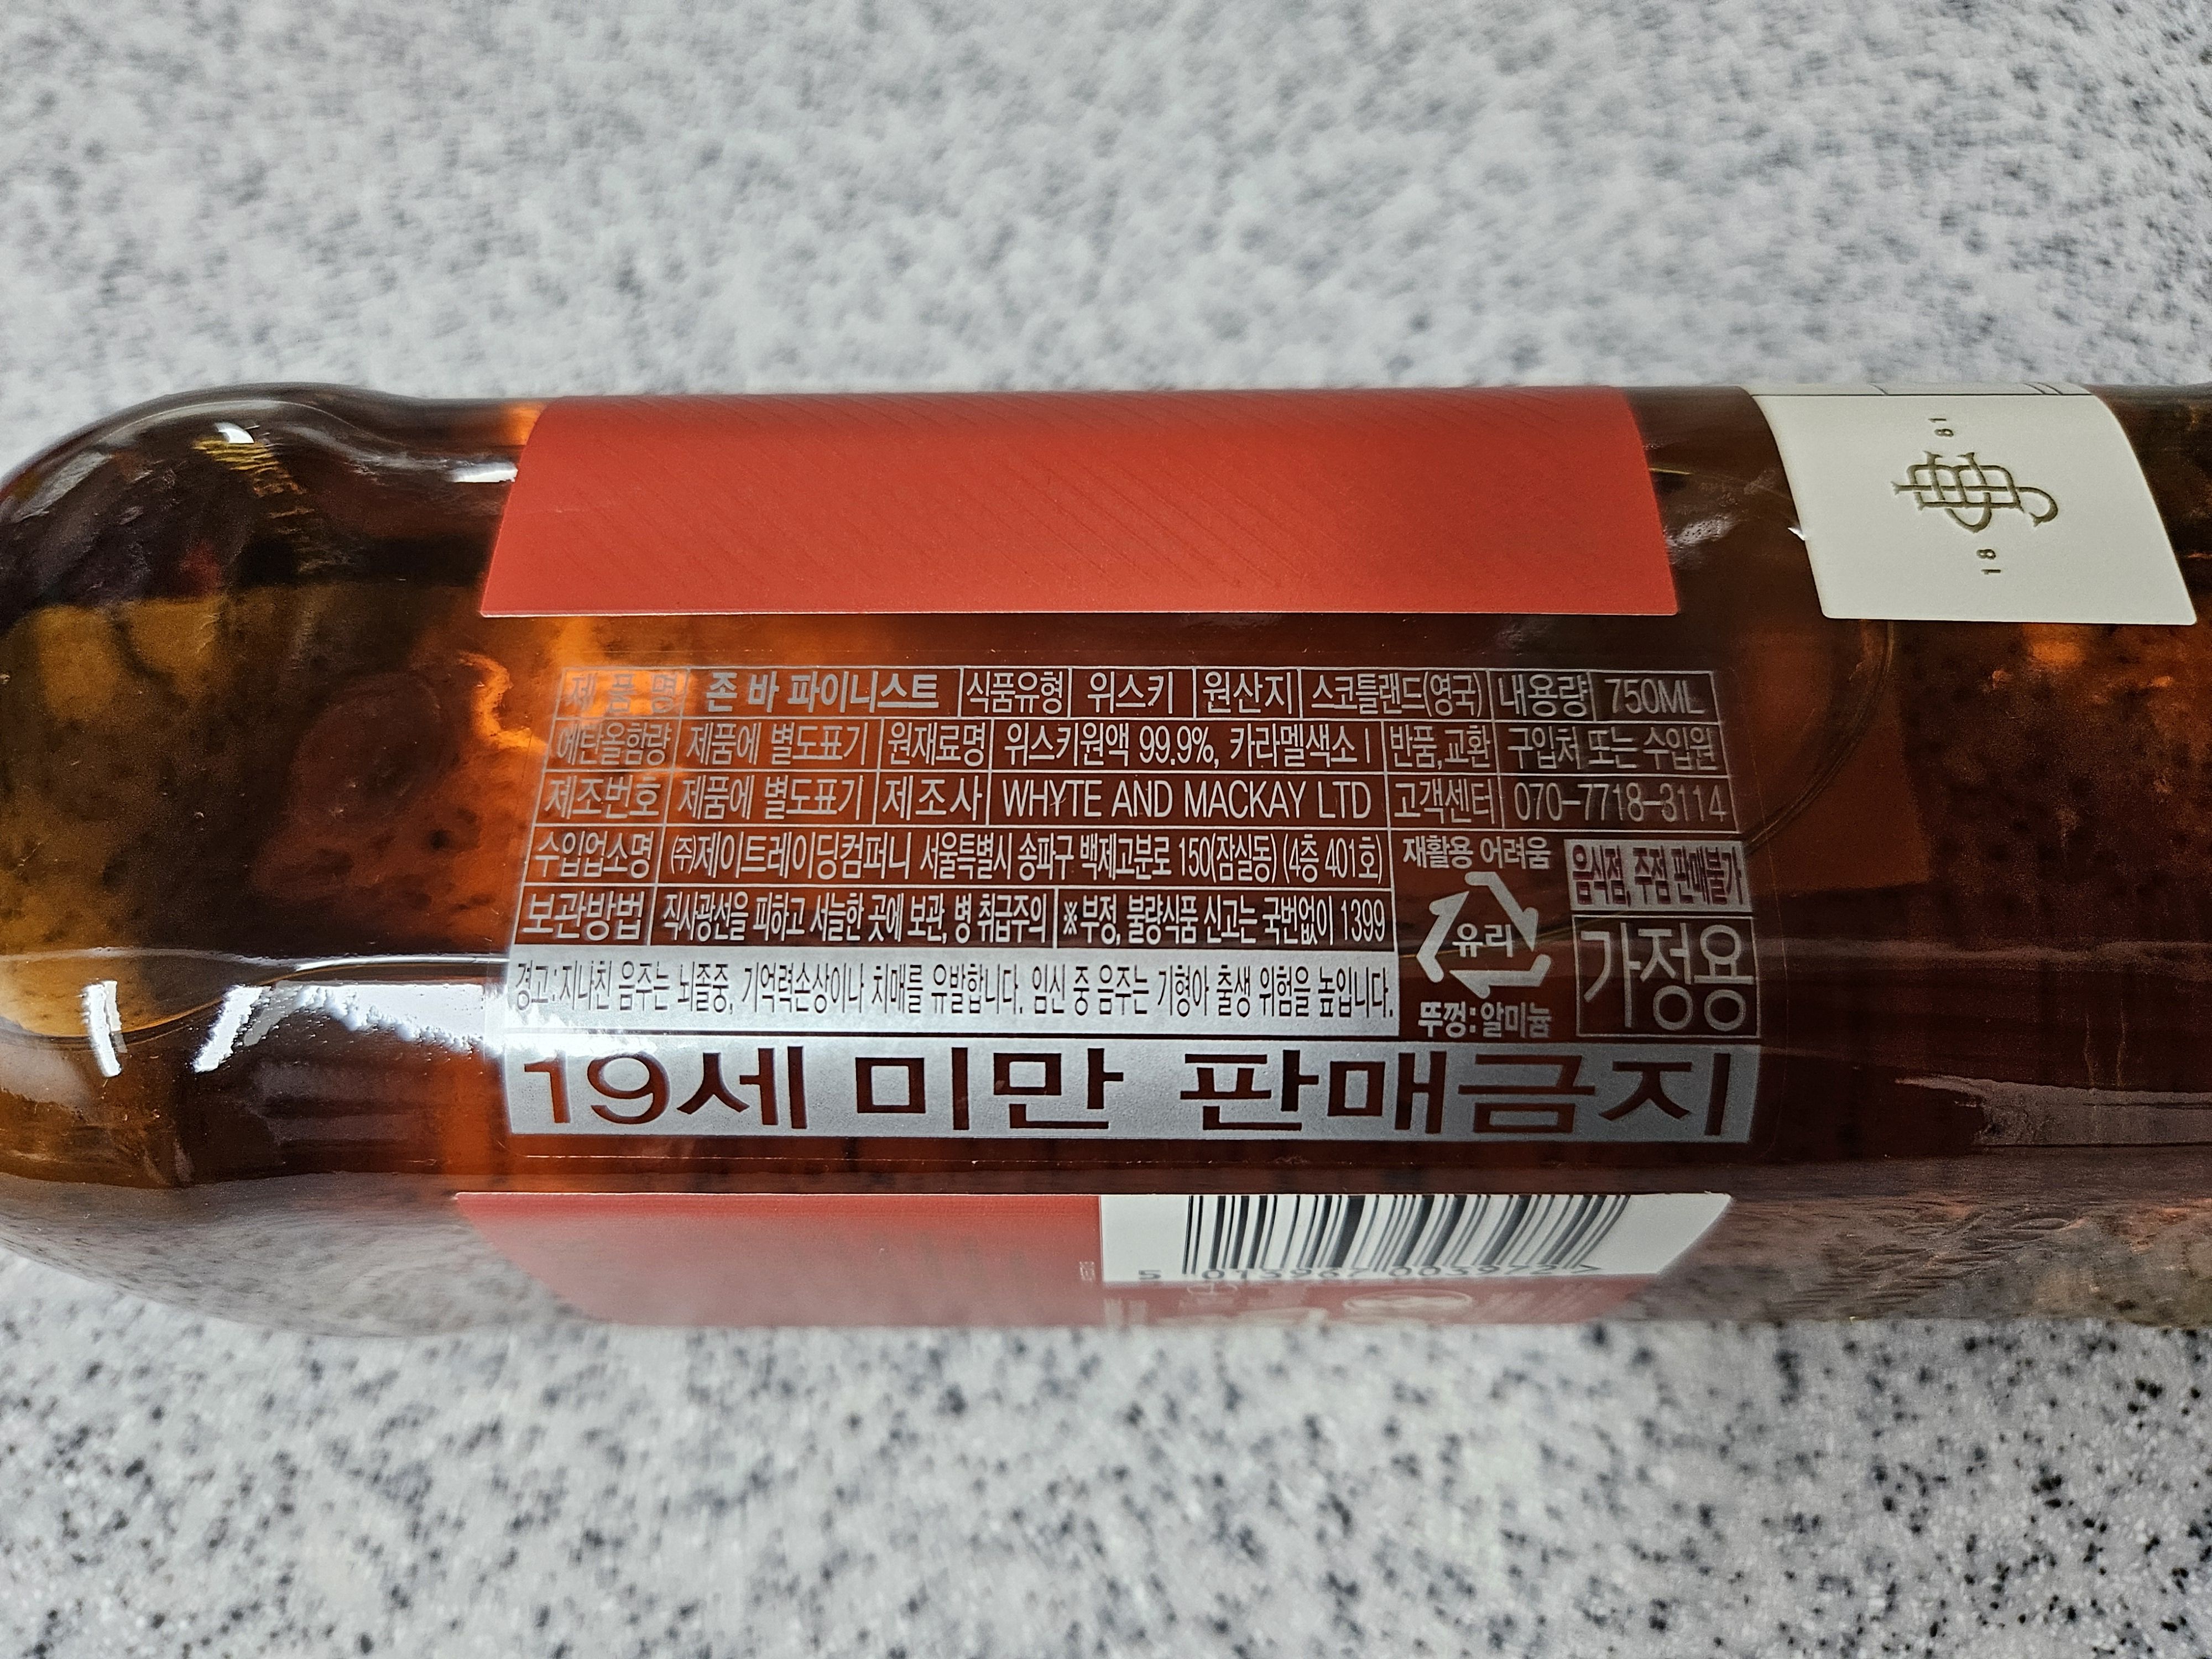 18 81
제 품 명 존 바 파이니스트 식품유형 위스키 원산지 스코틀랜드(영국) 내용량 750ML
에탄올함량 제품에 별도표기 원재료명 위스키원액 99.9%, 카라멜색소Ⅰ 반품,교환 구입처 또는 수입원
제조번호 제품에 별도표기 제조사 WHYTE AND MACKAY LTD 고객센터 070-7718-3114
수입업소명 ㈜제이트레이딩컴퍼니 서울특별시 송파구 백제고분로 150(잠실동) (4층 401호)
보관방법 직사광선을 피하고 서늘한 곳에 보관, 병 취급주의 ※부정, 불량식품 신고는 국번없이 1399
경고:지나친 음주는 뇌졸중, 기억력손상이나 치매를 유발합니다. 임신 중 음주는 기형아 출생 위험을 높입니다.
재활용 어려움
유리
뚜껑:알미늄
음식점, 주점 판매불가
가정용
19세 미만 판매금지